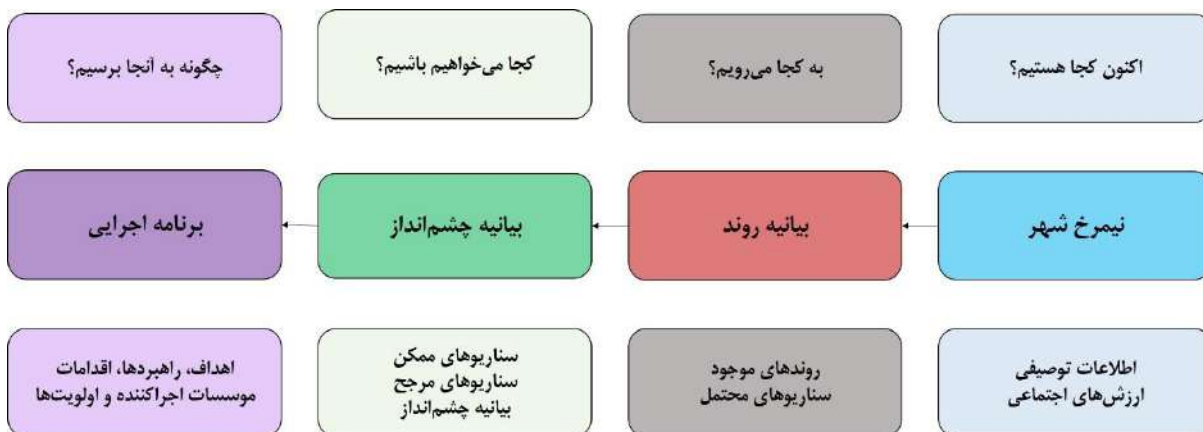 اکنون کجا هستیم؟
به کجا می‌رویم؟
کجا می‌خواهیم باشیم؟
چگونه به آنجا برسیم؟
نیمرخ شهر
بیانیه روند
بیانیه چشم‌انداز
برنامه اجرایی
اطلاعات توصیفی
ارزش‌های اجتماعی
روندهای موجود
سناریوهای محتمل
سناریوهای ممکن
سناریوهای مرجح
بیانیه چشم‌انداز
اهداف، راهبردها، اقدامات
موسسات اجراکننده و اولویت‌ها